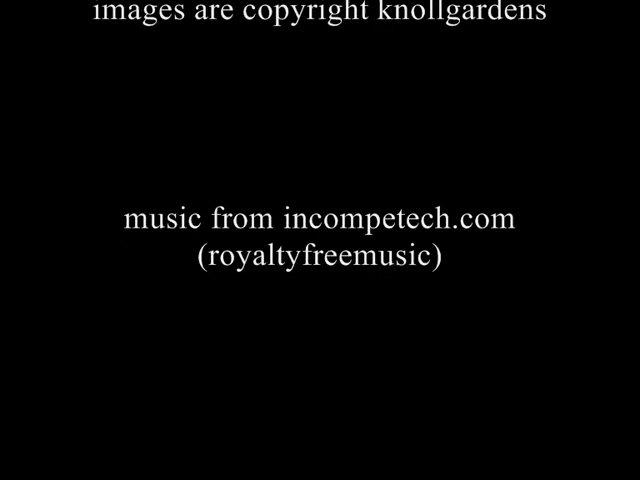 images are copyright knollgardens
music from incompetech.com
(royaltyfreemusic)